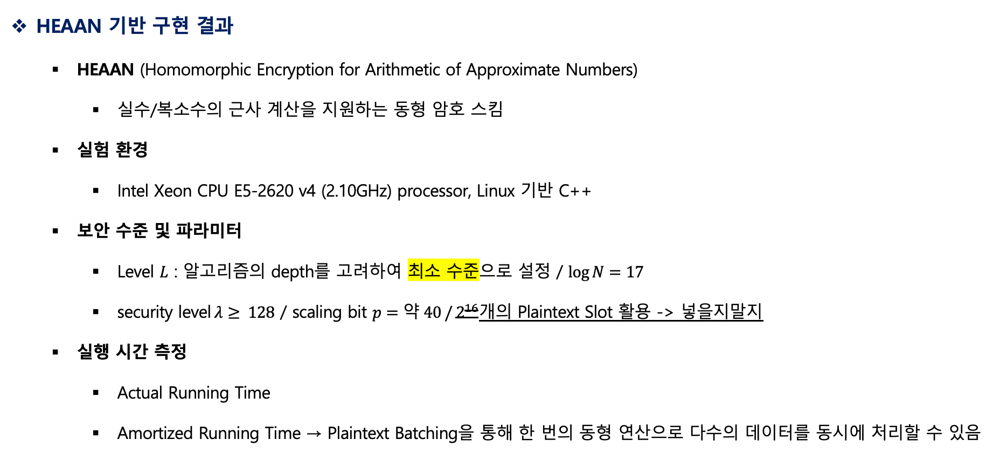 ❖ HEAAN 기반 구현 결과
▪ HEAAN (Homomorphic Encryption for Arithmetic of Approximate Numbers)
▪ 실수/복소수의 근사 계산을 지원하는 동형 암호 스킴
▪ 실험 환경
▪ Intel Xeon CPU E5-2620 v4 (2.10GHz) processor, Linux 기반 C++
▪ 보안 수준 및 파라미터
▪ Level L : 알고리즘의 depth를 고려하여 최소 수준으로 설정 / log N = 17
▪ security level λ ≥ 128 / scaling bit p = 약 40 / 2^16개의 Plaintext Slot 활용 -> 넣을지말지
▪ 실행 시간 측정
▪ Actual Running Time
▪ Amortized Running Time → Plaintext Batching을 통해 한 번의 동형 연산으로 다수의 데이터를 동시에 처리할 수 있음